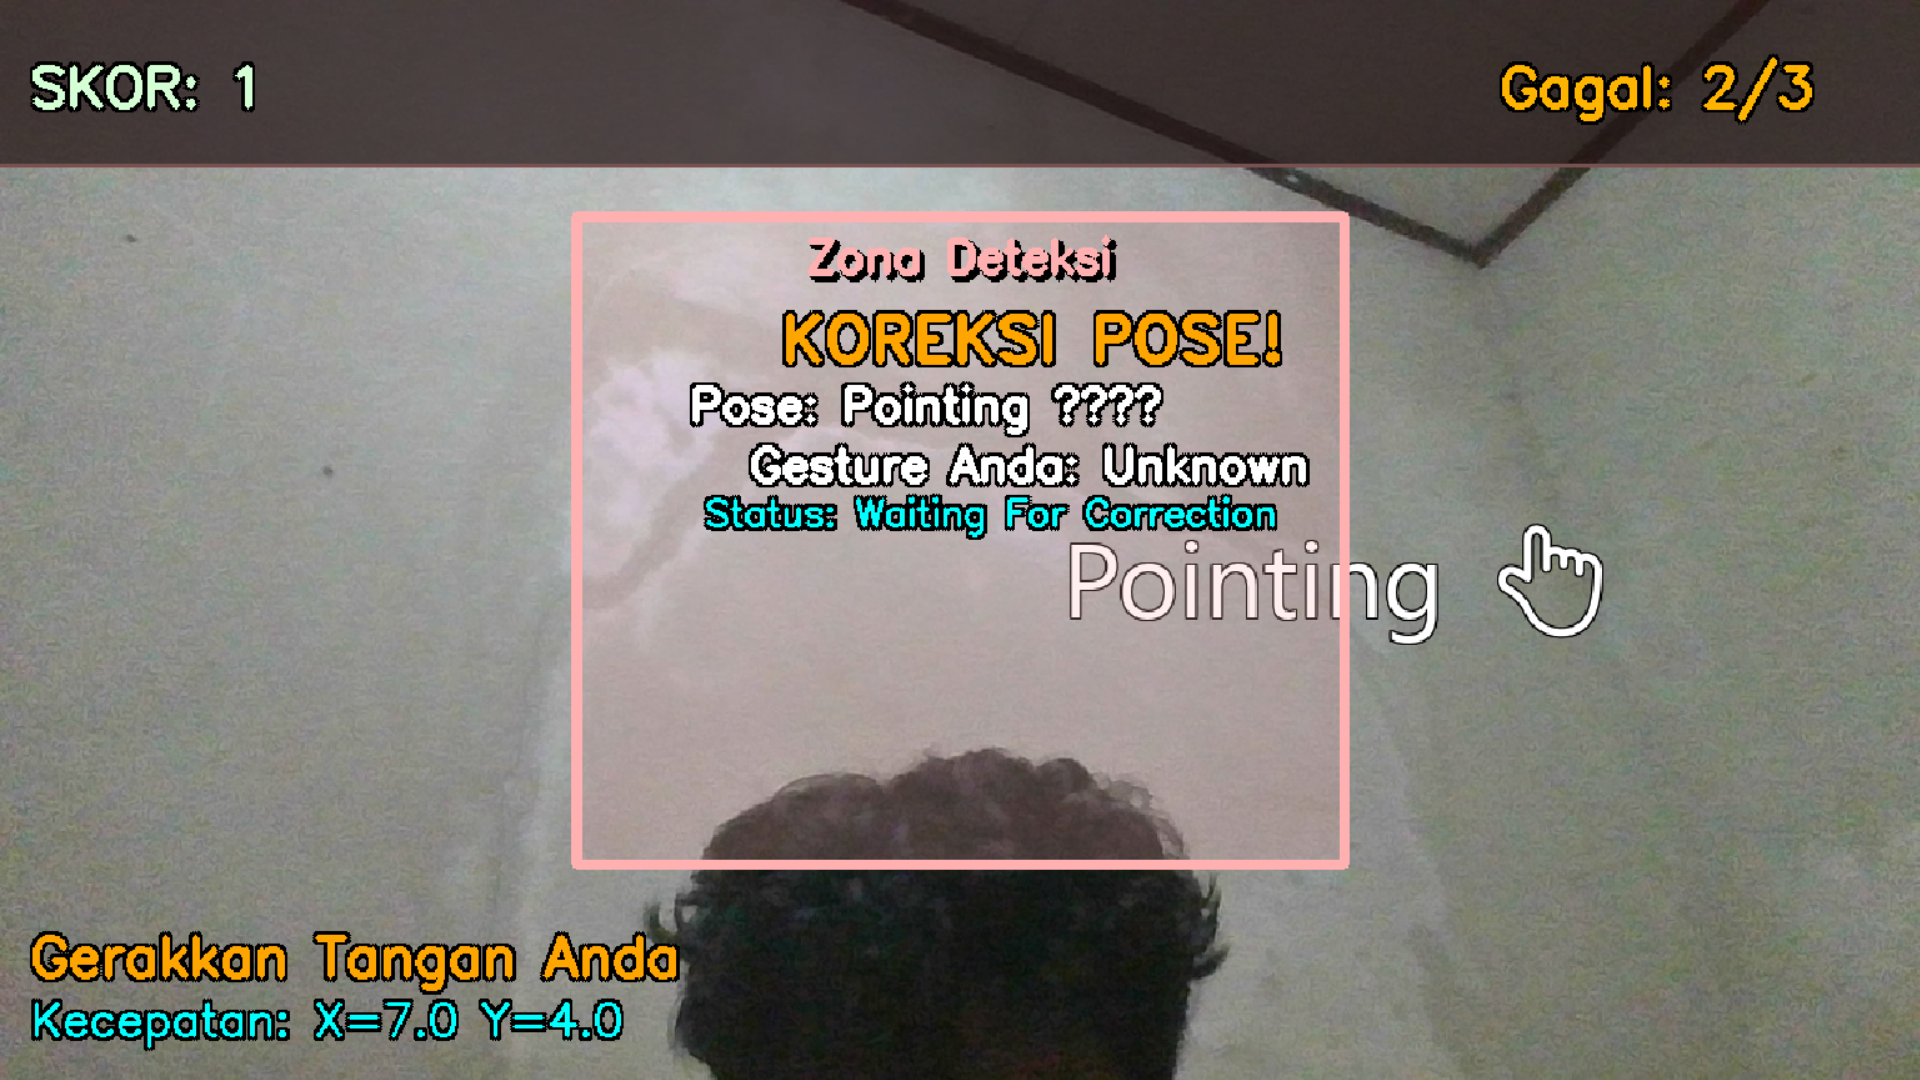 SKOR: 1
Gagal: 2/3
Zona Deteksi
KOREKSI POSE!
Pose: Pointing ????
Gesture Anda: Unknown
Status: Waiting For Correction
Pointing
Gerakkan Tangan Anda
Kecepatan: X=7.0 Y=4.0